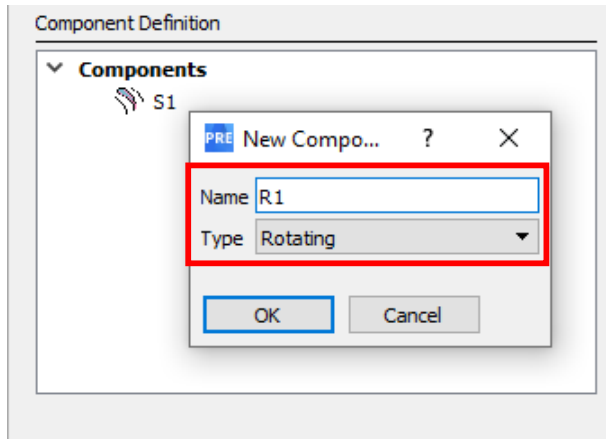 Component Definition
Components
S1
PRE New Compo... ? 
Name R1
Type Rotating
OK Cancel